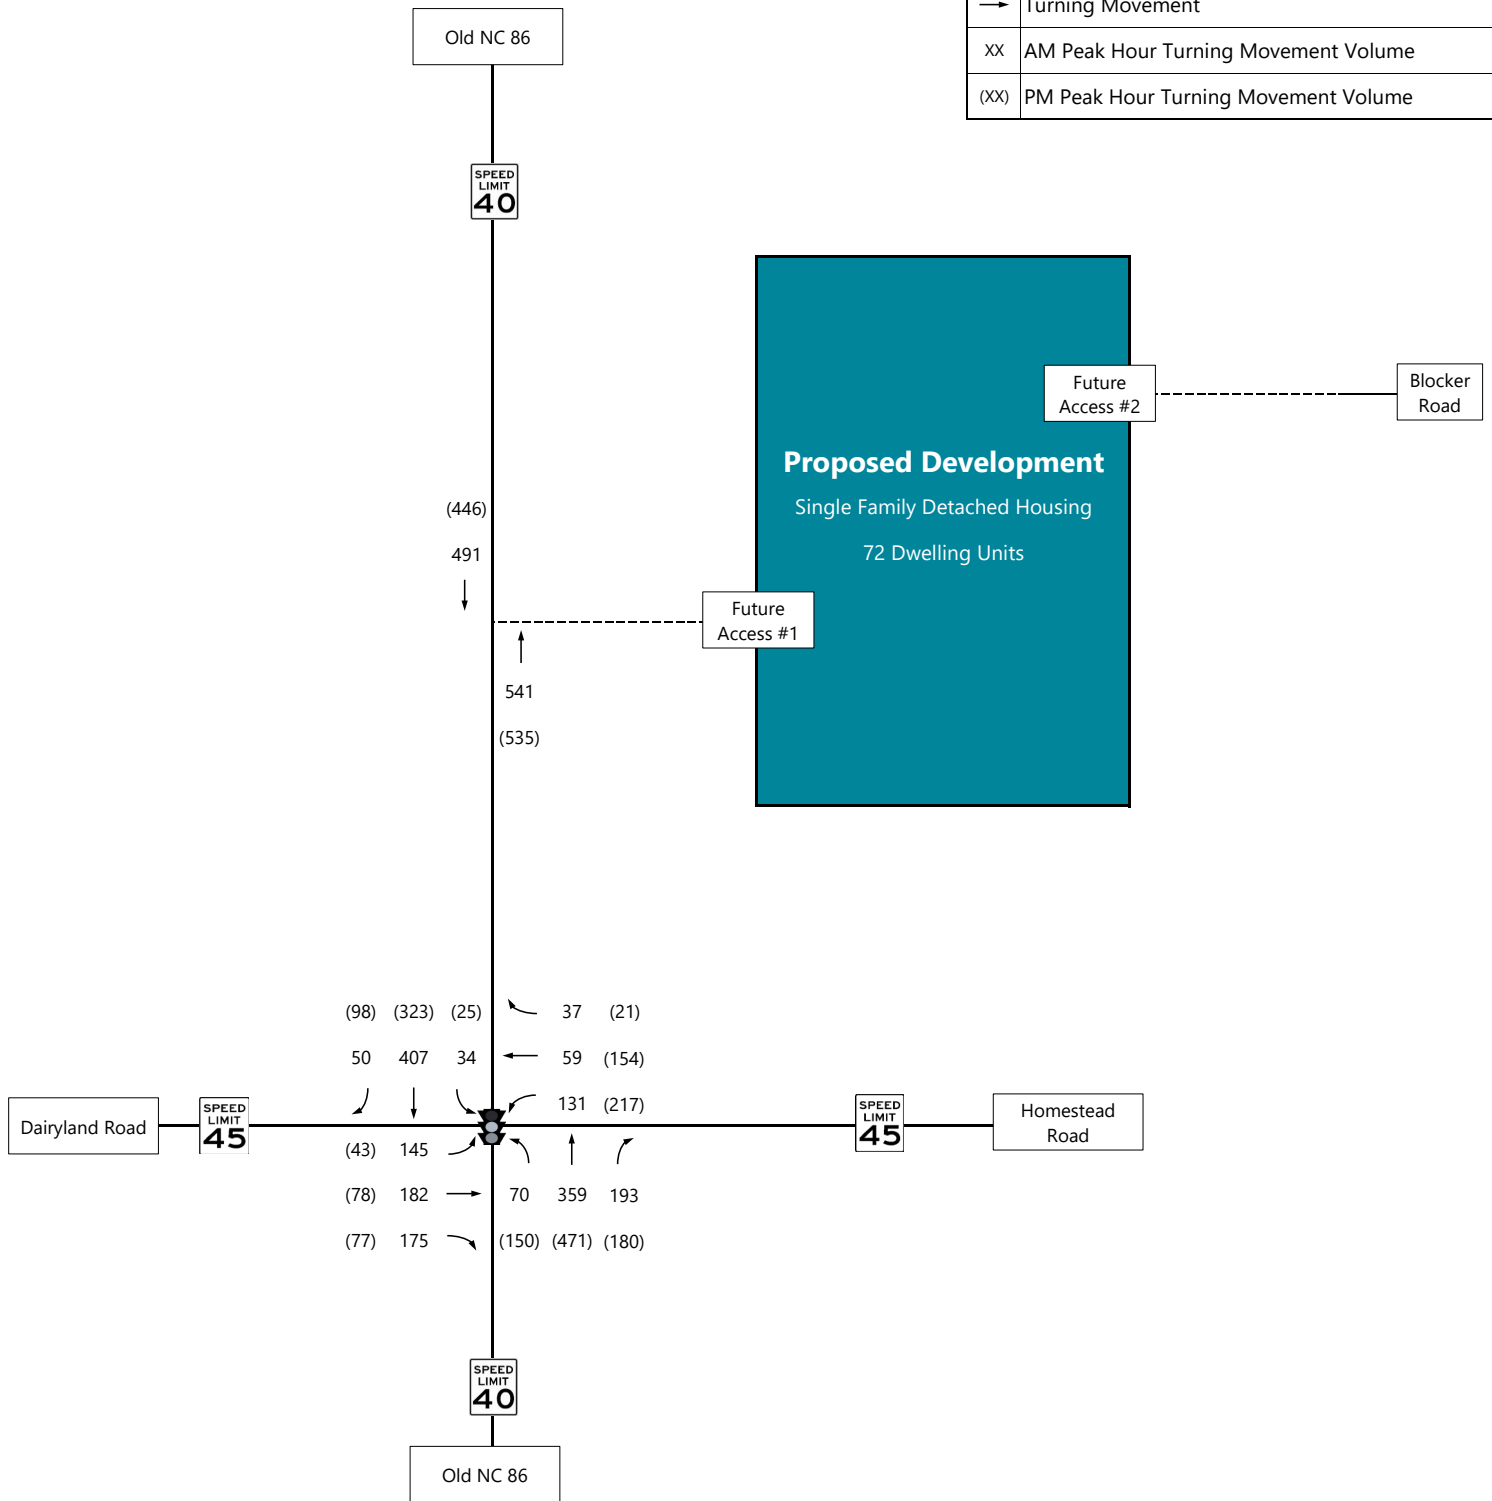 Turning Movement
XX AM Peak Hour Turning Movement Volume
(XX) PM Peak Hour Turning Movement Volume
Old NC 86
SPEED
LIMIT
40
Future
Access #2
Blocker
Road
Proposed Development
Single Family Detached Housing
72 Dwelling Units
(446)
491
Future
Access #1
541
(535)
(98) (323) (25) 37 (21)
50 407 34 59 (154)
131 (217)
Dairyland Road
SPEED
LIMIT
45
SPEED
LIMIT
45
Homestead
Road
(43) 145
(78) 182 70 359 193
(77) 175 (150) (471) (180)
SPEED
LIMIT
40
Old NC 86